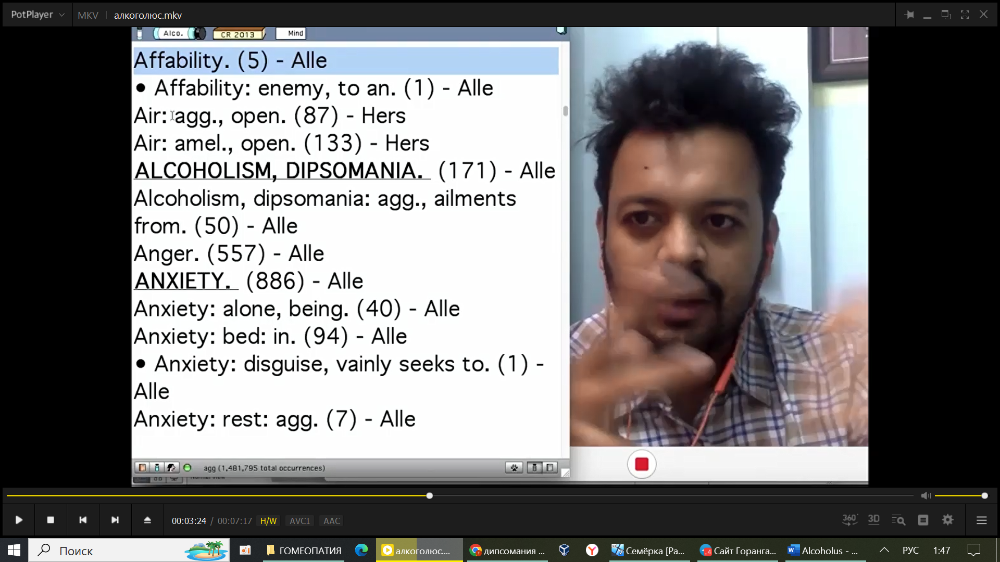 PotPlayer
MKV
алкоголюс.mkv
Alco.
CR 2013
Mind
Affability. (5) - Alle
• Affability: enemy, to an. (1) - Alle
Air: agg., open. (87) - Hers
Air: amel., open. (133) - Hers
ALCOHOLISM, DIPSOMANIA. (171) - Alle
Alcoholism, dipsomania: agg., ailments
from. (50) - Alle
Anger. (557) - Alle
ANXIETY. (886) - Alle
Anxiety: alone, being. (40) - Alle
Anxiety: bed: in. (94) - Alle
• Anxiety: disguise, vainly seeks to. (1) -
Alle
Anxiety: rest: agg. (7) - Alle
agg (1,481,795 total occurrences)
Normal View
00:03:24 / 00:07:17 H/W AVC1 AAC
360°
3D
Поиск
ГОМЕОПАТИЯ
алкоголюс....
дипсомания ...
64
Семёрка [Ра...
..4
Сайт Горанга...
Alcoholus - ...
РУС
1:47